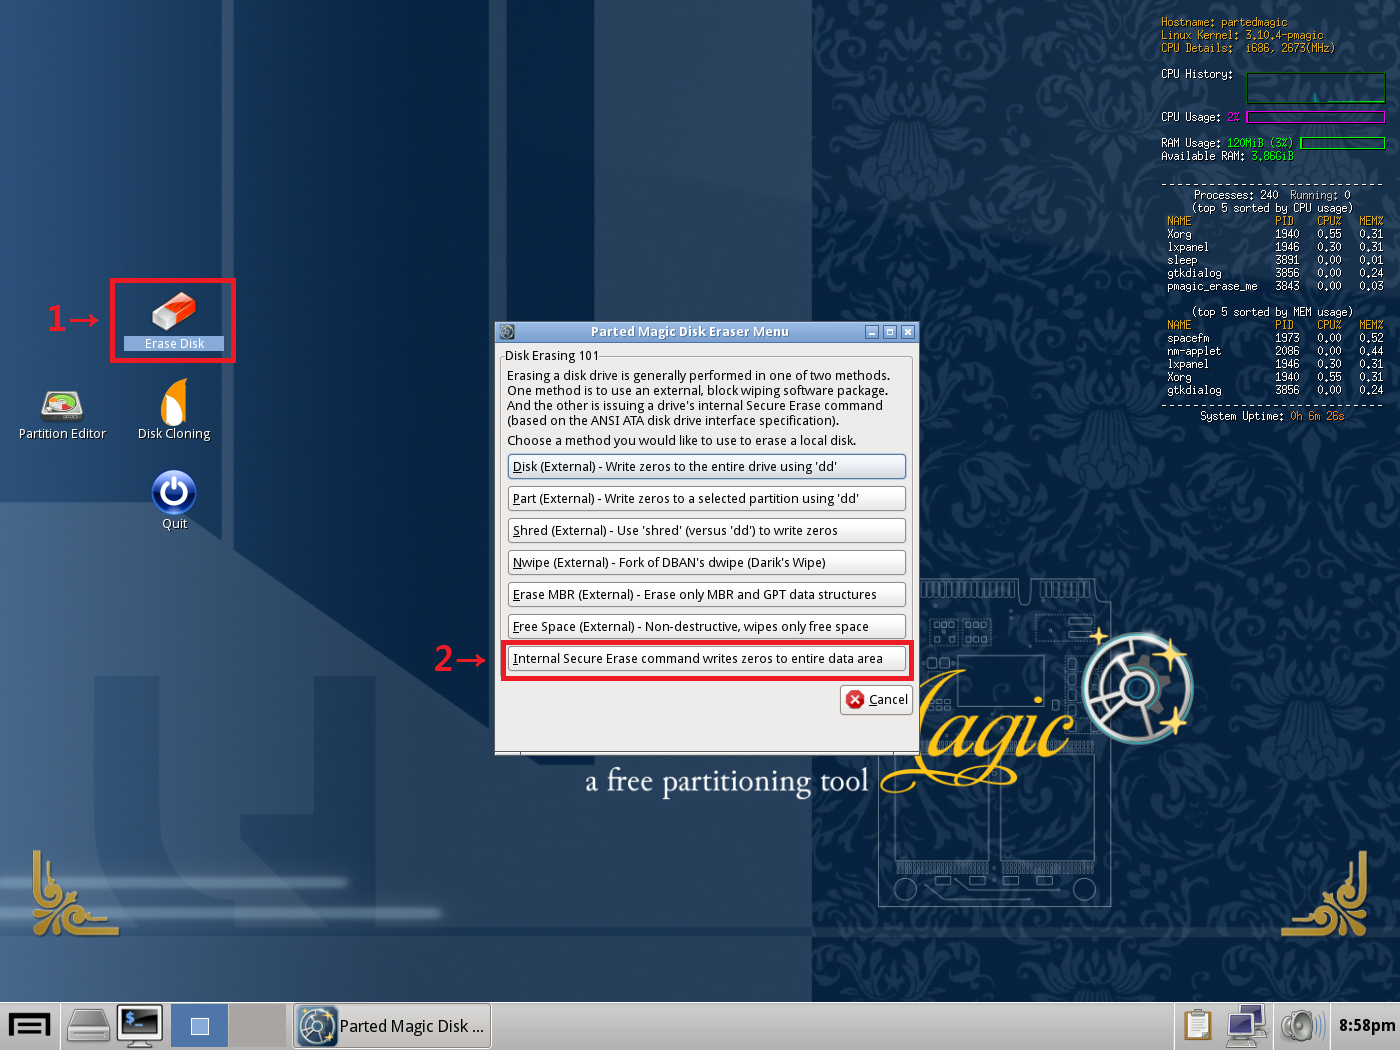 Hostname: partedmagic
Linux Kernel: 3.10.4-pmagic
CPU Details: i686, 2673(MHz)
CPU History:
CPU Usage: 2%
RAM Usage: 120MiB (3%)
Available RAM: 3.86GiB
Processes: 240 Running: 0
(top 5 sorted by CPU usage)
NAME PID CPU% MEM%
Xorg 1940 0.55 0.31
lxpanel 1946 0.30 0.31
sleep 3891 0.00 0.01
gtkdialog 3856 0.00 0.24
pmagic_erase_me 3843 0.00 0.03
(top 5 sorted by MEM usage)
NAME PID CPU% MEM%
spacefm 1973 0.00 0.52
nm-applet 2086 0.00 0.44
lxpanel 1946 0.30 0.31
Xorg 1940 0.55 0.31
gtkdialog 3856 0.00 0.24
System Uptime: 0h 6m 26s
1→
Erase Disk
Partition Editor
Disk Cloning
Quit
Parted Magic Disk Eraser Menu
Disk Erasing 101
Erasing a disk drive is generally performed in one of two methods.
One method is to use an external, block wiping software package.
And the other is issuing a drive's internal Secure Erase command
(based on the ANSI ATA disk drive interface specification).
Choose a method you would like to use to erase a local disk.
Disk (External) - Write zeros to the entire drive using 'dd'
Part (External) - Write zeros to a selected partition using 'dd'
Shred (External) - Use 'shred' (versus 'dd') to write zeros
Nwipe (External) - Fork of DBAN's dwipe (Darik's Wipe)
Erase MBR (External) - Erase only MBR and GPT data structures
Free Space (External) - Non-destructive, wipes only free space
2→
Internal Secure Erase command writes zeros to entire data area
Cancel
Magic
a free partitioning tool
$_
Parted Magic Disk ...
8:58pm